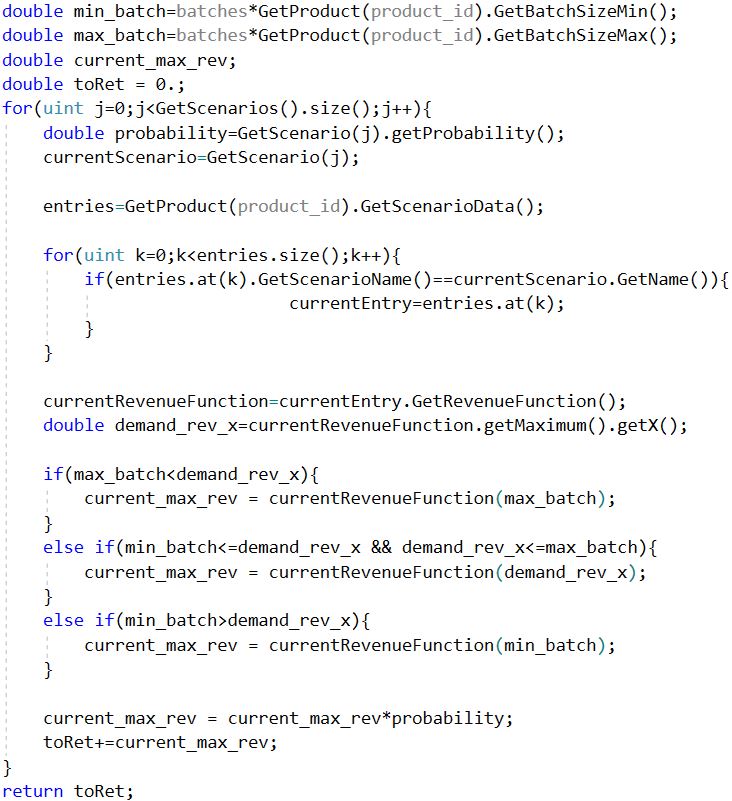 double min_batch=batches*GetProduct(product_id).GetBatchSizeMin();
double max_batch=batches*GetProduct(product_id).GetBatchSizeMax();
double current_max_rev;
double toRet = 0.;
for(uint j=0;j<GetScenarios().size();j++){
    double probability=GetScenario(j).getProbability();
    currentScenario=GetScenario(j);

    entries=GetProduct(product_id).GetScenarioData();

    for(uint k=0;k<entries.size();k++){
        if(entries.at(k).GetScenarioName()==currentScenario.GetName()){
                            currentEntry=entries.at(k);
        }
    }

    currentRevenueFunction=currentEntry.GetRevenueFunction();
    double demand_rev_x=currentRevenueFunction.getMaximum().getX();

    if(max_batch<demand_rev_x){
        current_max_rev = currentRevenueFunction(max_batch);
    }
    else if(min_batch<=demand_rev_x && demand_rev_x<=max_batch){
        current_max_rev = currentRevenueFunction(demand_rev_x);
    }
    else if(min_batch>demand_rev_x){
        current_max_rev = currentRevenueFunction(min_batch);
    }

    current_max_rev = current_max_rev*probability;
    toRet+=current_max_rev;
}
return toRet;